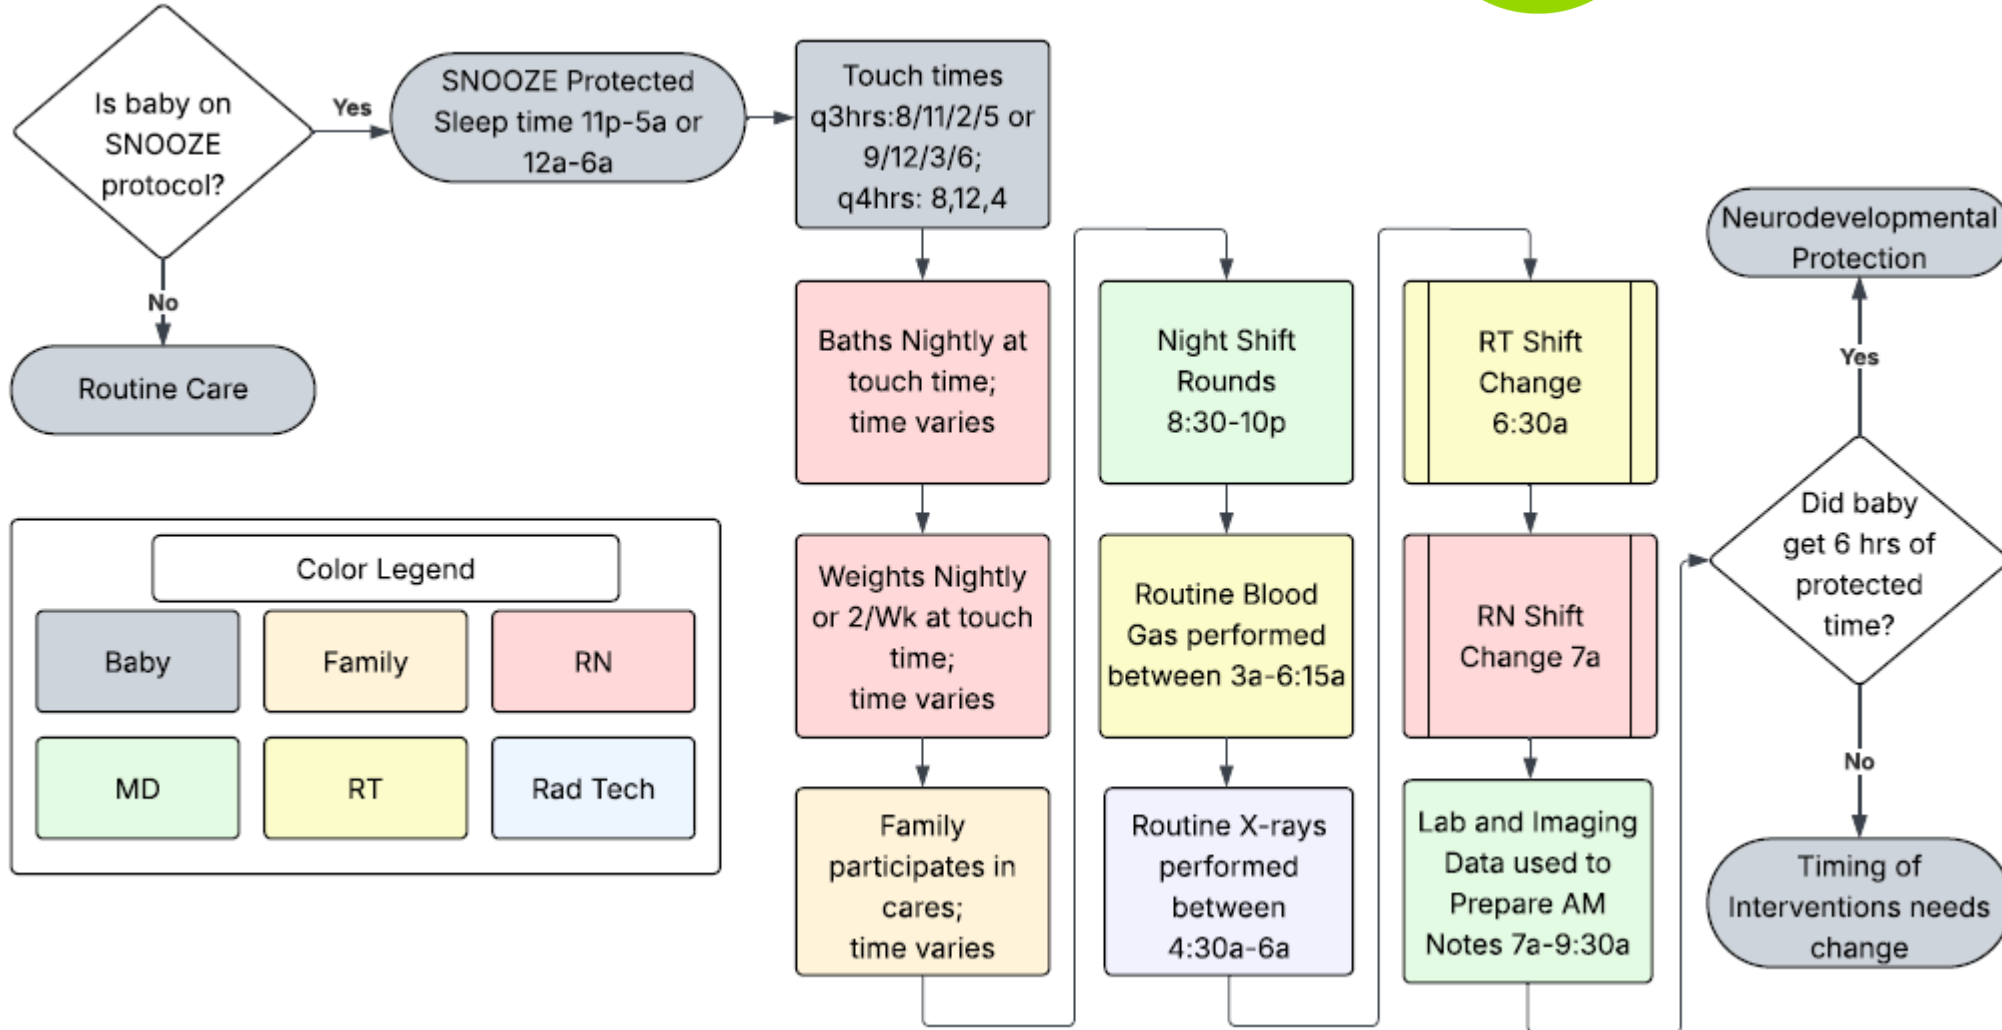 Is baby on
SNOOZE
protocol?
Yes
No
Routine Care
SNOOZE Protected
Sleep time 11p-5a or
12a-6a
Touch times
q3hrs:8/11/2/5 or
9/12/3/6;
q4hrs: 8,12,4
Baths Nightly at
touch time;
time varies
Weights Nightly
or 2/Wk at touch
time;
time varies
Family
participates in
cares;
time varies
Night Shift
Rounds
8:30-10p
Routine Blood
Gas performed
between 3a-6:15a
Routine X-rays
performed
between
4:30a-6a
RT Shift
Change
6:30a
RN Shift
Change 7a
Lab and Imaging
Data used to
Prepare AM
Notes 7a-9:30a
Did baby
get 6 hrs of
protected
time?
Yes
Neurodevelopmental
Protection
No
Timing of
Interventions needs
change
Color Legend
Baby
Family
RN
MD
RT
Rad Tech